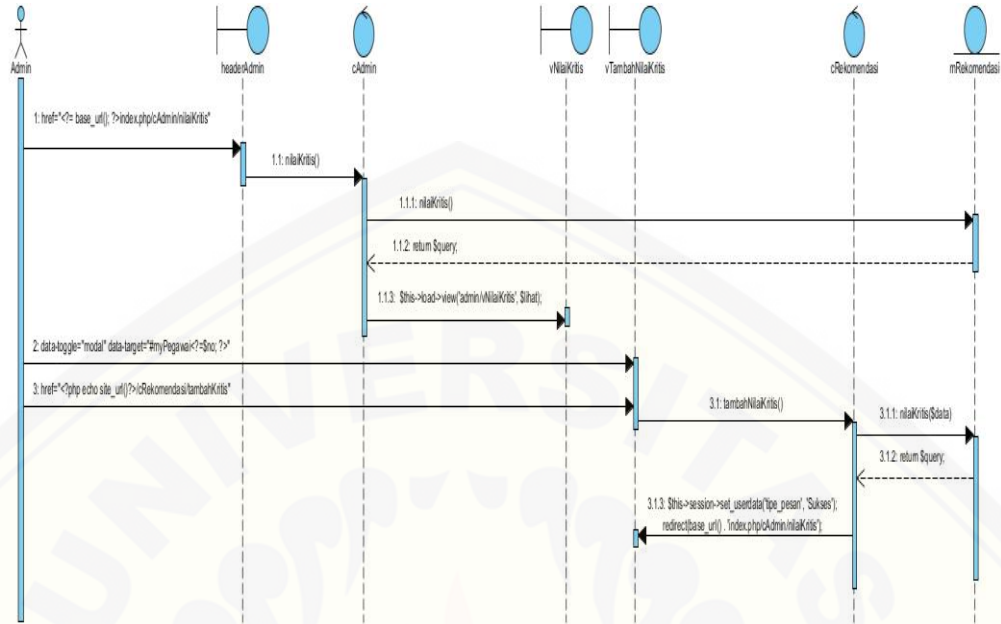 Admin
headerAdmin
cAdmin
vNilaiKritis
vTambahNilaiKritis
cRekomendasi
mRekomendasi
1: href="<?= base_url(); ?>index.php/cAdmin/nilaiKritis"
1.1: nilaiKritis()
1.1.1: nilaiKritis()
1.1.2: return $query;
1.1.3: $this->load->view('admin/vNilaiKritis', $lihat);
2: data-toggle="modal" data-target="#myPegawai<?=$no; ?>"
3: href="<?php echo site_url()?>/cRekomendasi/tambahKritis"
3.1: tambahNilaiKritis()
3.1.1: nilaiKritis($data)
3.1.2: return $query;
3.1.3: $this->session->set_userdata('tipe_pesan', 'Sukses');
redirect(base_url() . 'index.php/cAdmin/nilaiKritis');
UNIVERSITAS